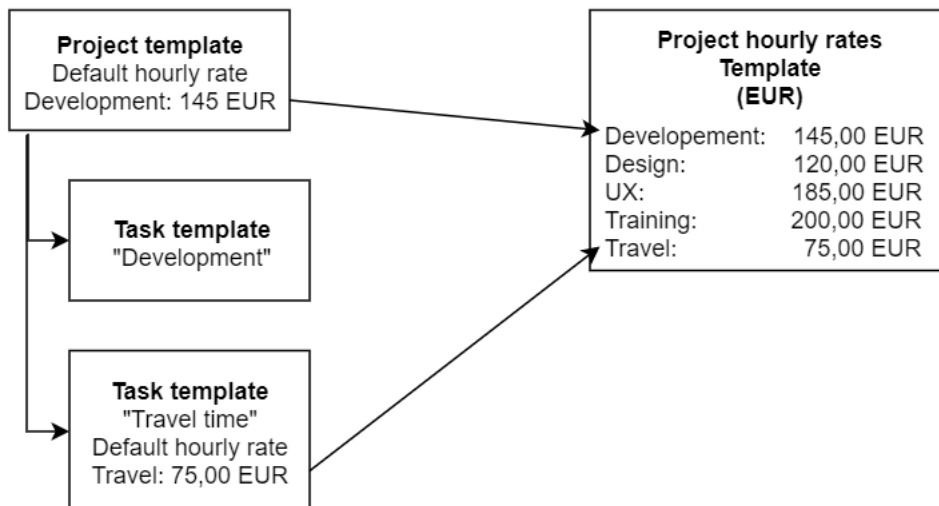 Project template
Default hourly rate
Development: 145 EUR
Task template
"Development"
Task template
"Travel time"
Default hourly rate
Travel: 75,00 EUR
Project hourly rates
Template
(EUR)
Developement: 145,00 EUR
Design: 120,00 EUR
UX: 185,00 EUR
Training: 200,00 EUR
Travel: 75,00 EUR